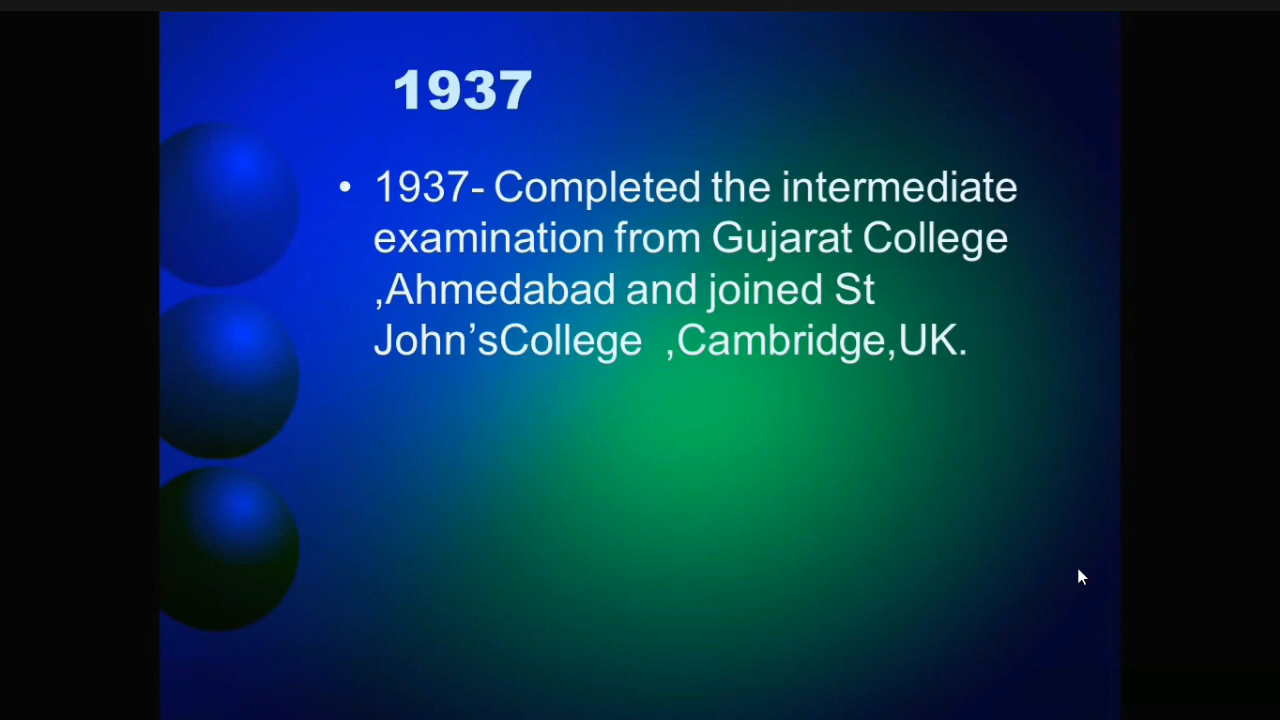 1937
• 1937- Completed the intermediate
examination from Gujarat College
,Ahmedabad and joined St
John’sCollege ,Cambridge,UK.